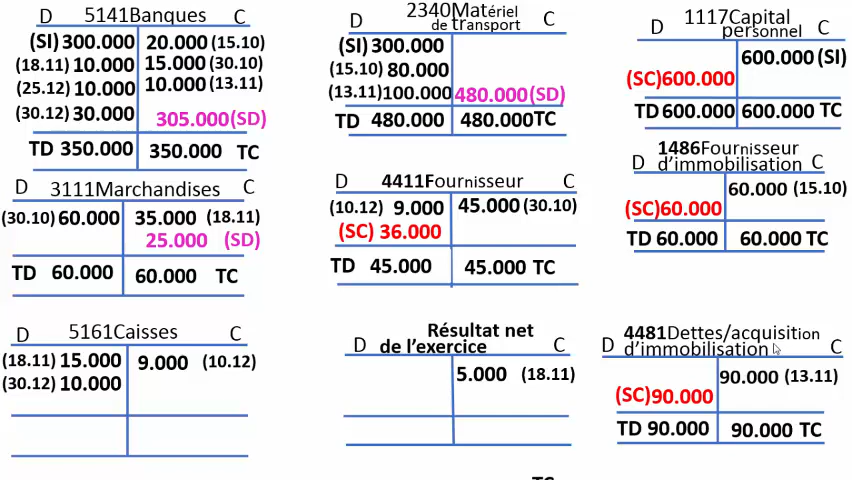 D 5141Banques C
(SI) 300.000 20.000 (15.10)
(18.11) 10.000 15.000 (30.10)
(25.12) 10.000 10.000 (13.11)
(30.12) 30.000 305.000(SD)
TD 350.000 350.000 TC
D 2340Matériel de transport C
(SI) 300.000
(15.10) 80.000
(13.11)100.000 480.000(SD)
TD 480.000 480.000TC
D 1117Capital personnel C
600.000 (SI)
(SC)600.000
TD 600.000 600.000 TC
D 3111Marchandises C
(30.10) 60.000 35.000 (18.11)
25.000 (SD)
TD 60.000 60.000 TC
D 4411Fournisseur C
(10.12) 9.000 45.000 (30.10)
(SC) 36.000
TD 45.000 45.000 TC
1486Fournisseur
D d'immobilisation C
60.000 (15.10)
(SC)60.000
TD 60.000 60.000 TC
D 5161Caisses C
(18.11) 15.000 9.000 (10.12)
(30.12) 10.000
Résultat net
D de l'exercice C
5.000 (18.11)
4481Dettes/acquisition
D d'immobilisation C
90.000 (13.11)
(SC)90.000
TD 90.000 90.000 TC